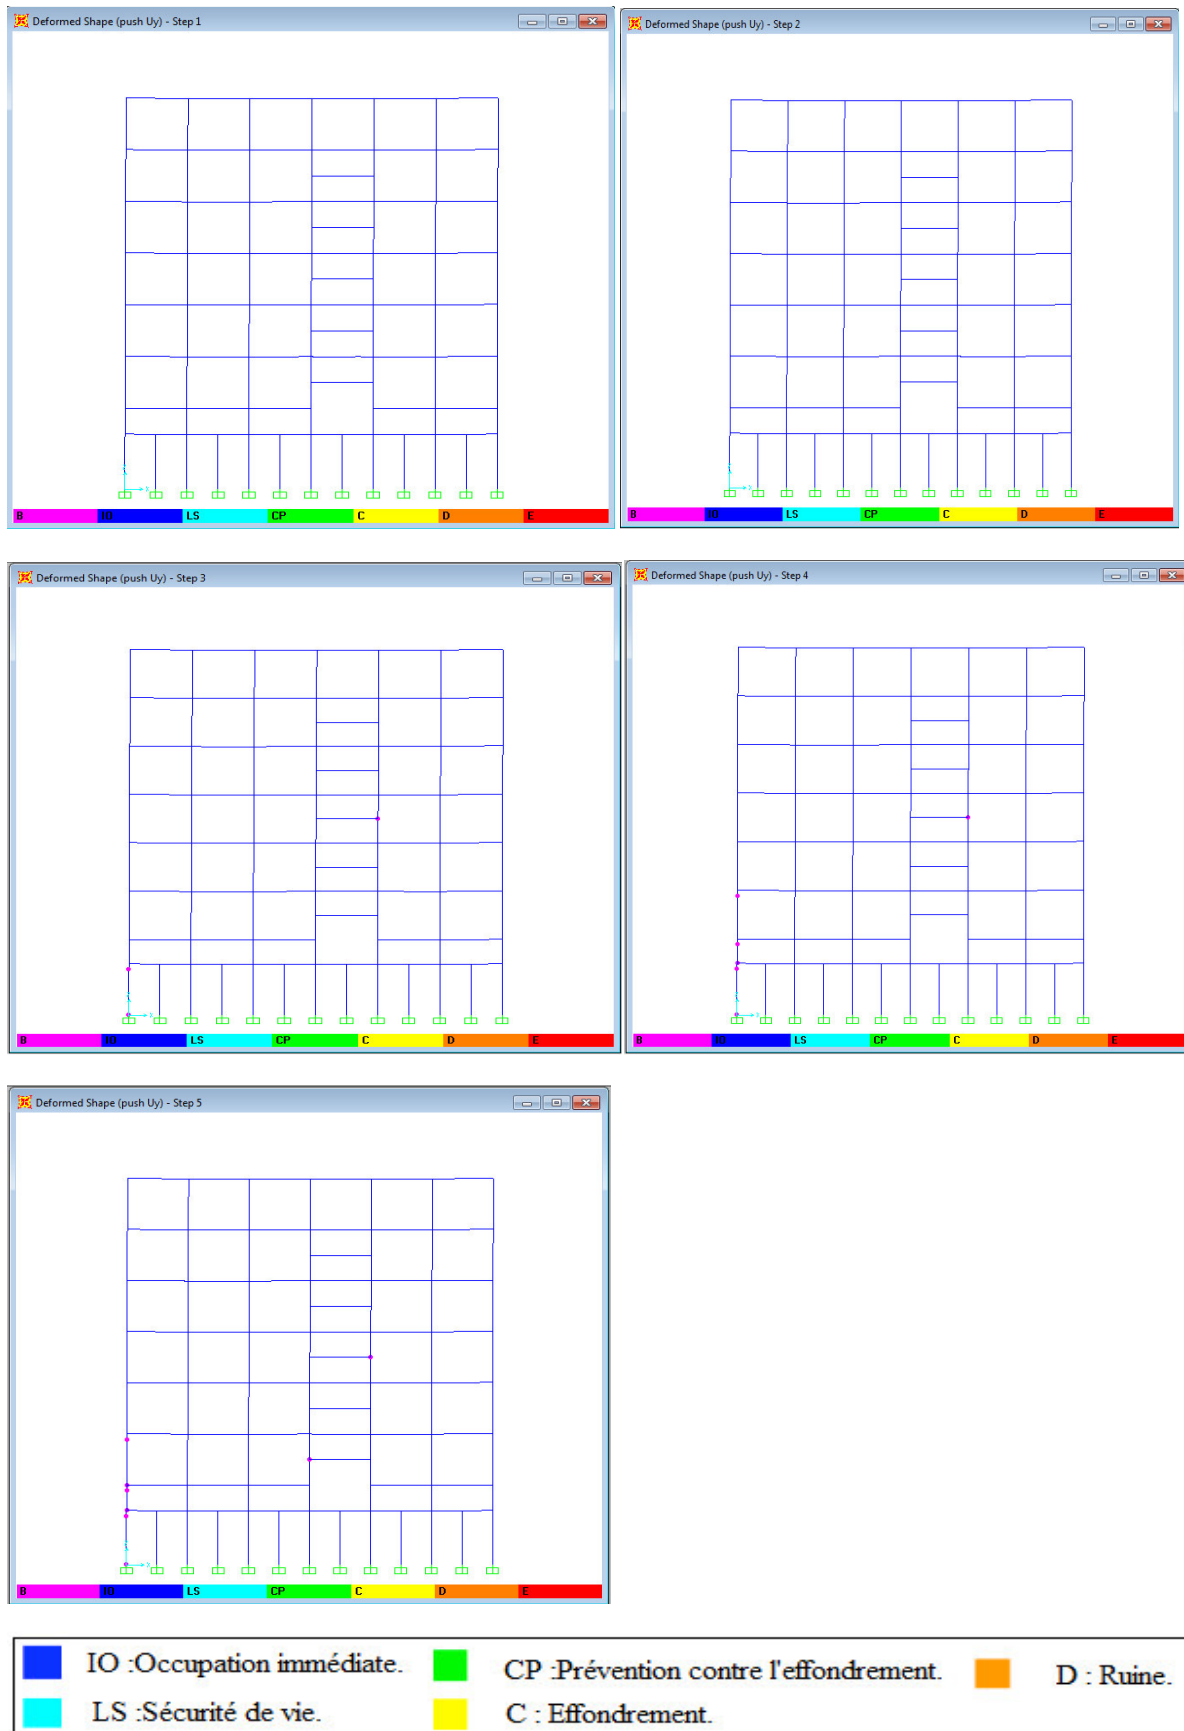 Deformed Shape (push Uy) - Step 1
X
B IO LS CP C D E
Deformed Shape (push Uy) - Step 2
X
B IO LS CP C D E
Deformed Shape (push Uy) - Step 3
X
B IO LS CP C D E
Deformed Shape (push Uy) - Step 4
X
B IO LS CP C D E
Deformed Shape (push Uy) - Step 5
X
B IO LS CP C D E
IO :Occupation immédiate. CP :Prévention contre l'effondrement. D : Ruine.
LS :Sécurité de vie. C : Effondrement.